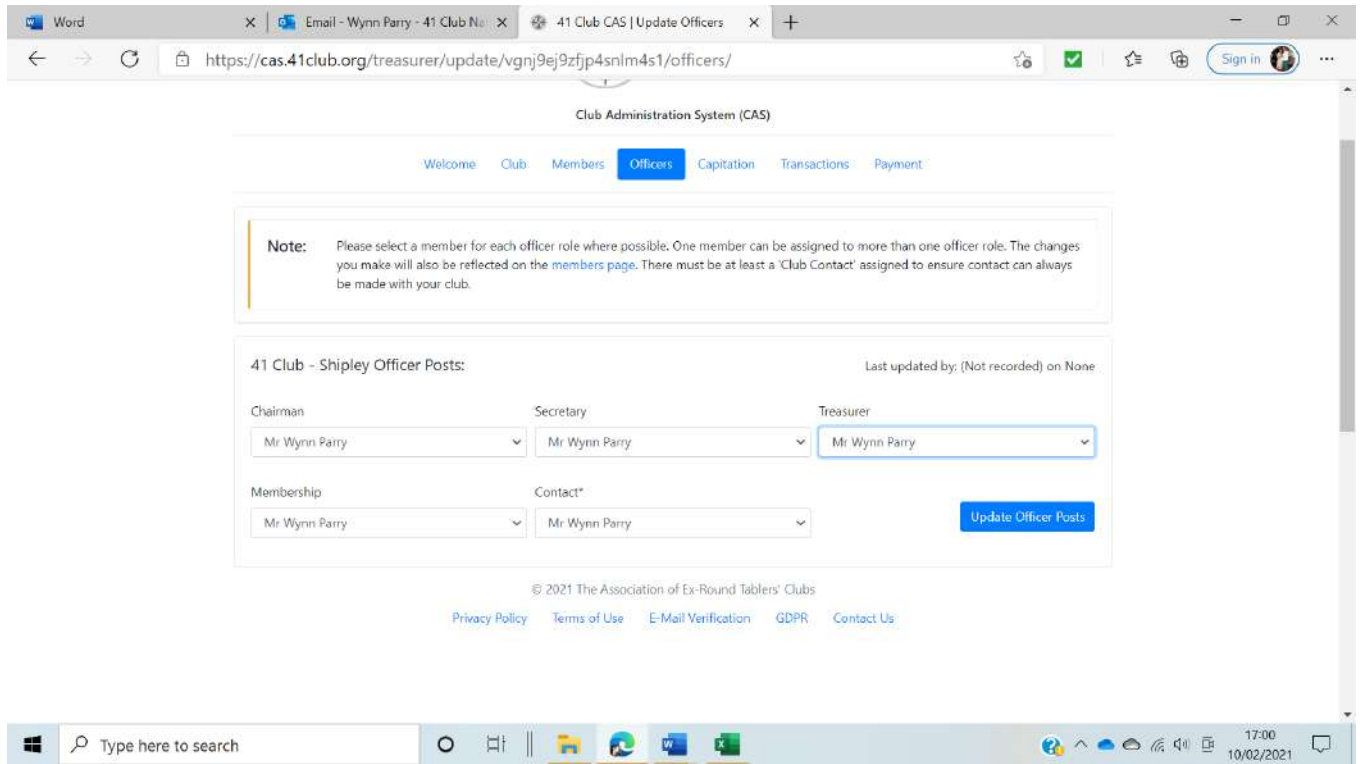 Word
Email - Wynn Parry - 41 Club Na
41 Club CAS | Update Officers
https://cas.41club.org/treasurer/update/vgnj9ej9zfjp4snlm4s1/officers/
Sign in
Club Administration System (CAS)
Welcome Club Members Officers Capitation Transactions Payment
Note: Please select a member for each officer role where possible. One member can be assigned to more than one officer role. The changes
you make will also be reflected on the members page. There must be at least a 'Club Contact' assigned to ensure contact can always
be made with your club.
41 Club - Shipley Officer Posts: Last updated by: (Not recorded) on None
Chairman Secretary Treasurer
Mr Wynn Parry Mr Wynn Parry Mr Wynn Parry
Membership Contact*
Mr Wynn Parry Mr Wynn Parry Update Officer Posts
© 2021 The Association of Ex-Round Tablers' Clubs
Privacy Policy Terms of Use E-Mail Verification GDPR Contact Us
Type here to search
17:00
10/02/2021